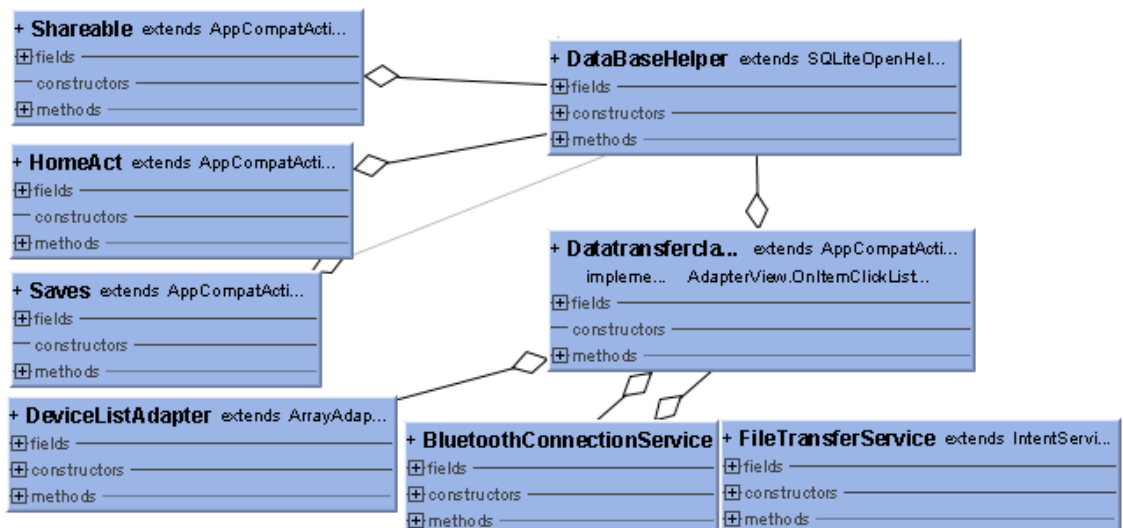 + Shareable extends AppCompatActi...
+ fields
constructors
+ methods
+ DataBaseHelper extends SQLiteOpenHel...
+ fields
+ constructors
+ methods
+ HomeAct extends AppCompatActi...
+ fields
constructors
+ methods
+ Datatransfercla... extends AppCompatActi...
impleme... AdapterView.OnItemClickList...
+ fields
constructors
+ methods
+ Saves extends AppCompatActi...
+ fields
constructors
+ methods
+ DeviceListAdapter extends ArrayAdap...
+ fields
+ constructors
+ methods
+ BluetoothConnectionService
+ fields
+ constructors
+ methods
+ FileTransferService extends IntentServi...
+ fields
+ constructors
+ methods